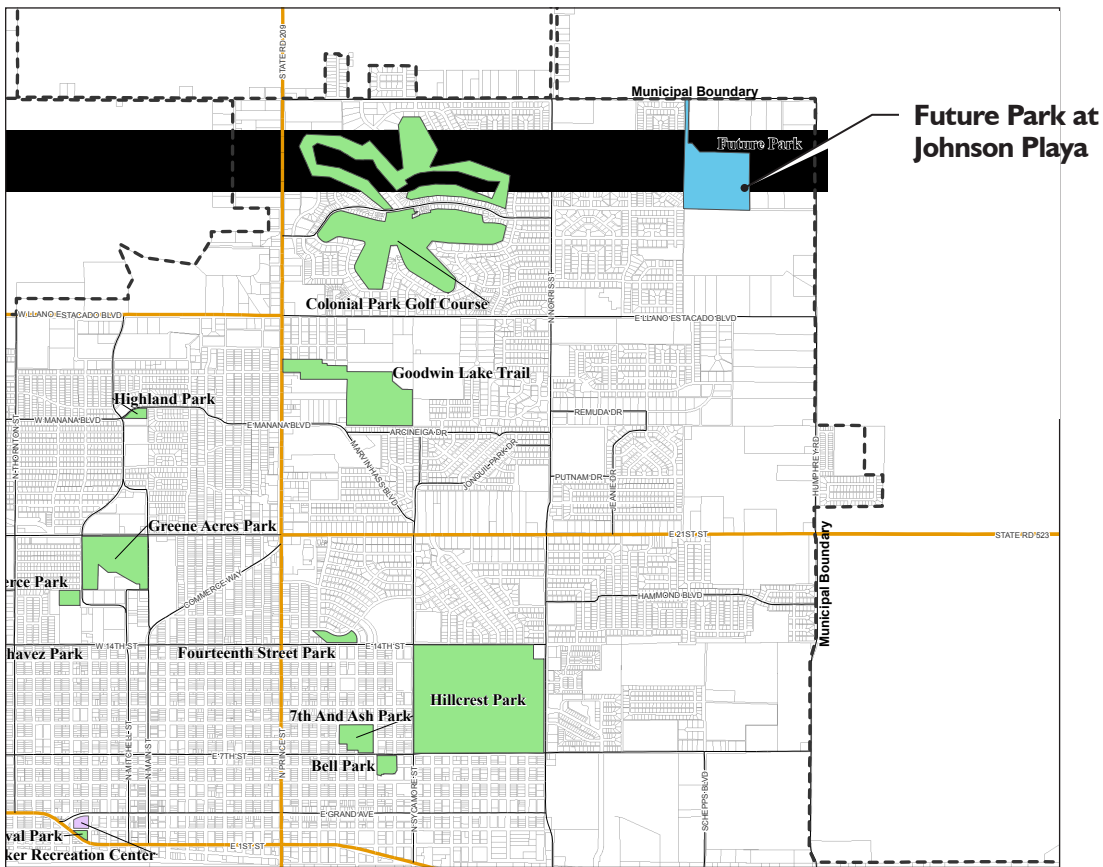 STATE RD 209
Municipal Boundary
Future Park at
Johnson Playa
Future Park
Colonial Park Golf Course
N NORRIS ST
W LLANO ESTACADO BLVD
E LLANO ESTACADO BLVD
Goodwin Lake Trail
Highland Park
W MANANA BLVD
E MANANA BLVD
REMUDA DR
ARCINEIGA DR
N THORNTON ST
MARVIN HASS BLVD
JONQUIL PARK DR
PUTNAM DR
JEANIE DR
HUMPHREY RD
Greene Acres Park
E 21ST ST
STATE RD 523
Municipal Boundary
erce Park
COMMERCE WAY
HAMMOND BLVD
havez Park
W 14TH ST
Fourteenth Street Park
E 14TH ST
Hillcrest Park
7th And Ash Park
N MITCHELL ST
N MAIN ST
N PRINCE ST
E 7TH ST
Bell Park
N SYCAMORE ST
SCHEPPS BLVD
E GRAND AVE
val Park
E 1ST ST
ker Recreation Center